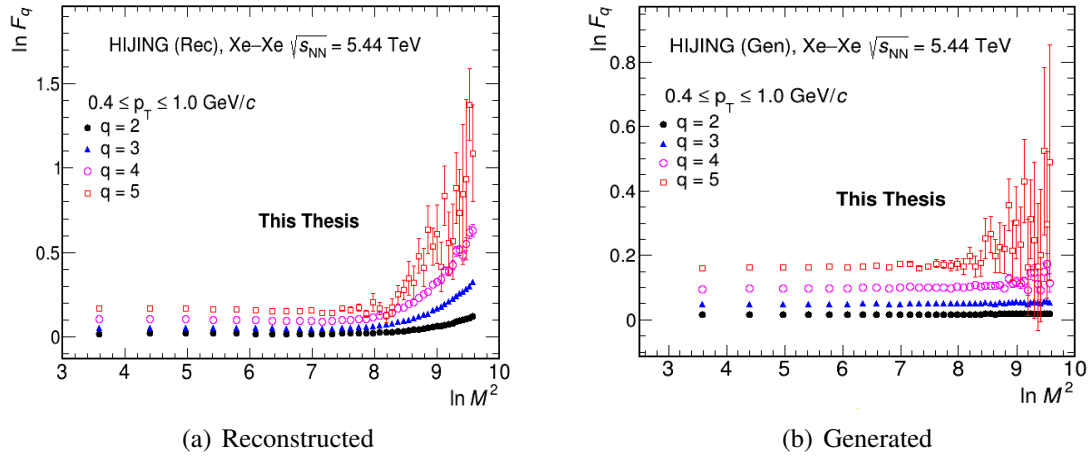 ln F_q
HIJING (Rec), Xe–Xe √s_NN = 5.44 TeV
0.4 ≤ p_T ≤ 1.0 GeV/c
q = 2
q = 3
q = 4
q = 5
This Thesis
1.5
1
0.5
0
3 4 5 6 7 8 9 10
ln M²
(a) Reconstructed
ln F_q
HIJING (Gen), Xe–Xe √s_NN = 5.44 TeV
0.4 ≤ p_T ≤ 1.0 GeV/c
q = 2
q = 3
q = 4
q = 5
This Thesis
0.8
0.6
0.4
0.2
0
3 4 5 6 7 8 9 10
ln M²
(b) Generated